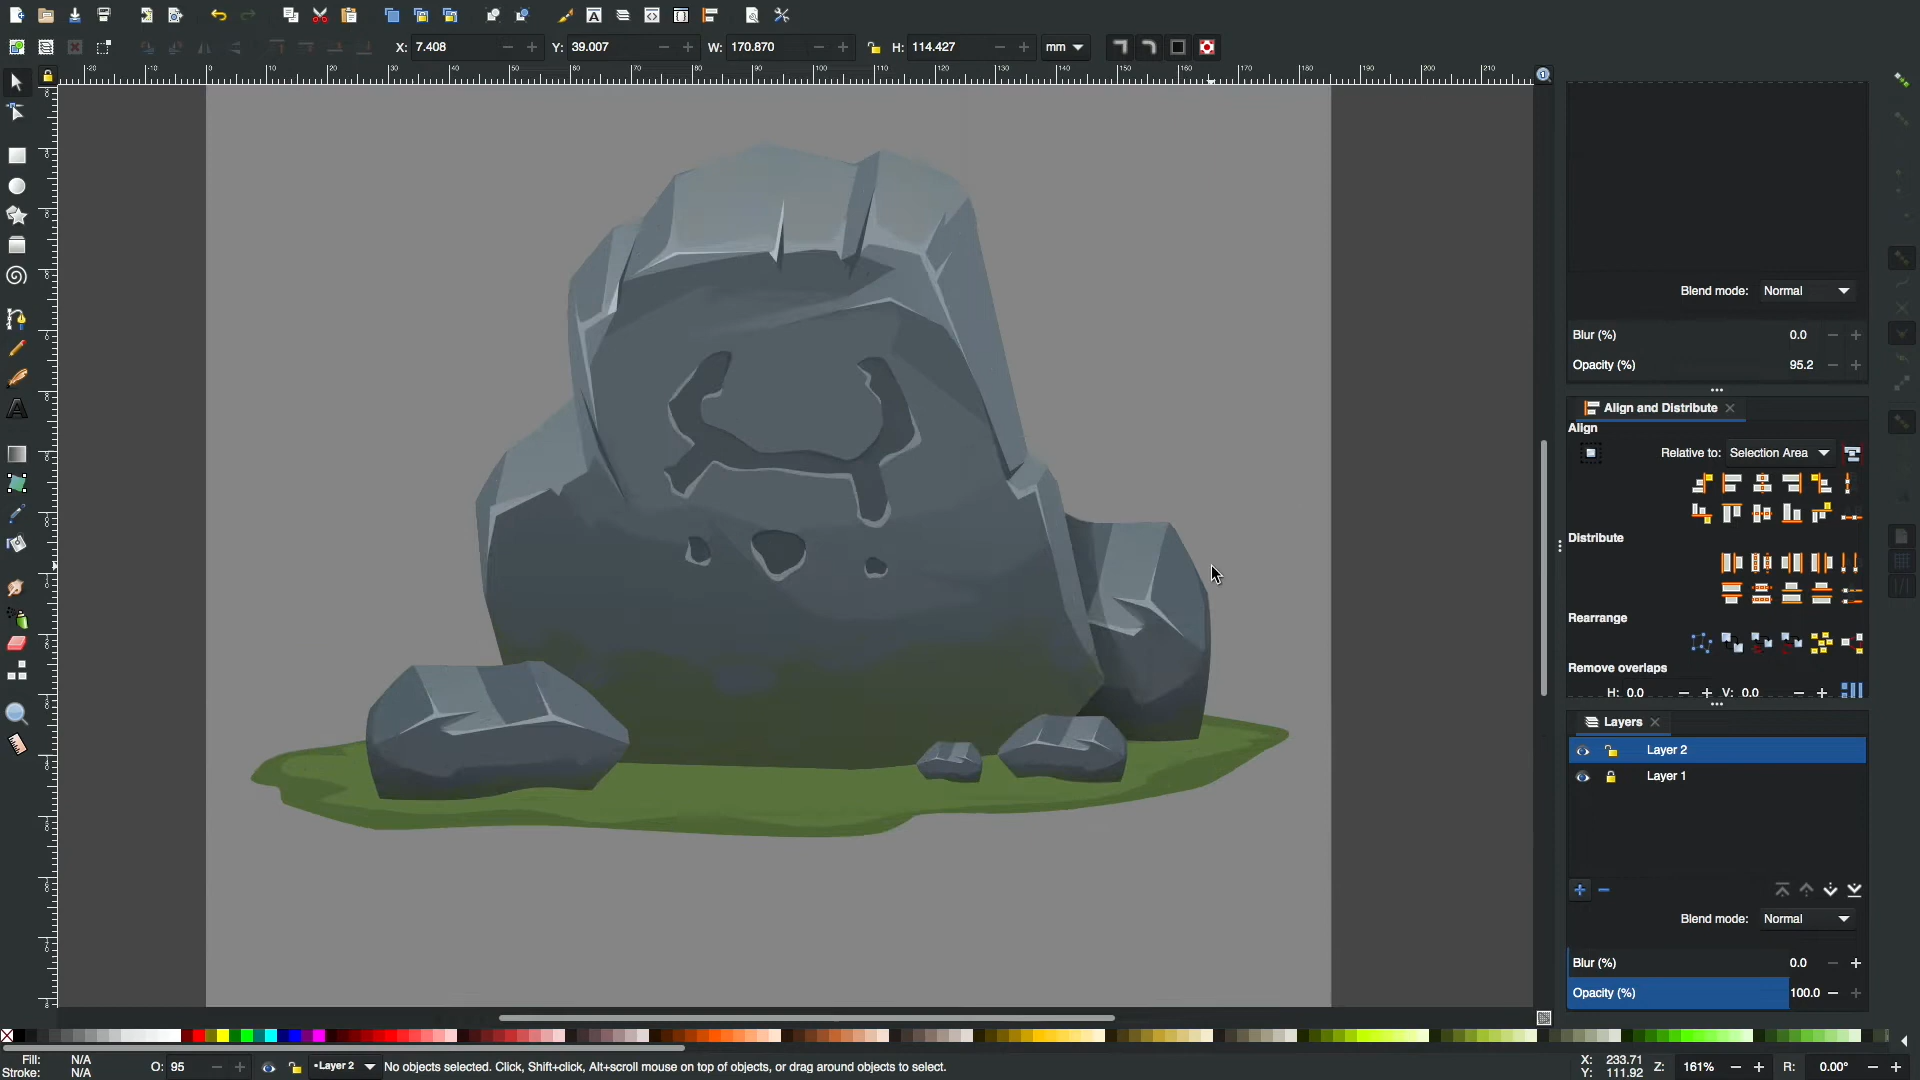 X: 7.408 Y: 39.007 W: 170.870 H: 114.427 mm
Blend mode: Normal
Blur (%) 0.0
Opacity (%) 95.2
Align and Distribute
Align
Relative to: Selection Area
Distribute
Rearrange
Remove overlaps
H: 0.0 V: 0.0
Layers
Layer 2
Layer 1
Blend mode: Normal
Blur (%) 0.0
Opacity (%) 100.0
Fill: N/A
Stroke: N/A
O: 95
•Layer 2
No objects selected. Click, Shift+click, Alt+scroll mouse on top of objects, or drag around objects to select.
X: 233.71
Y: 111.92
Z: 161%
R: 0.00°